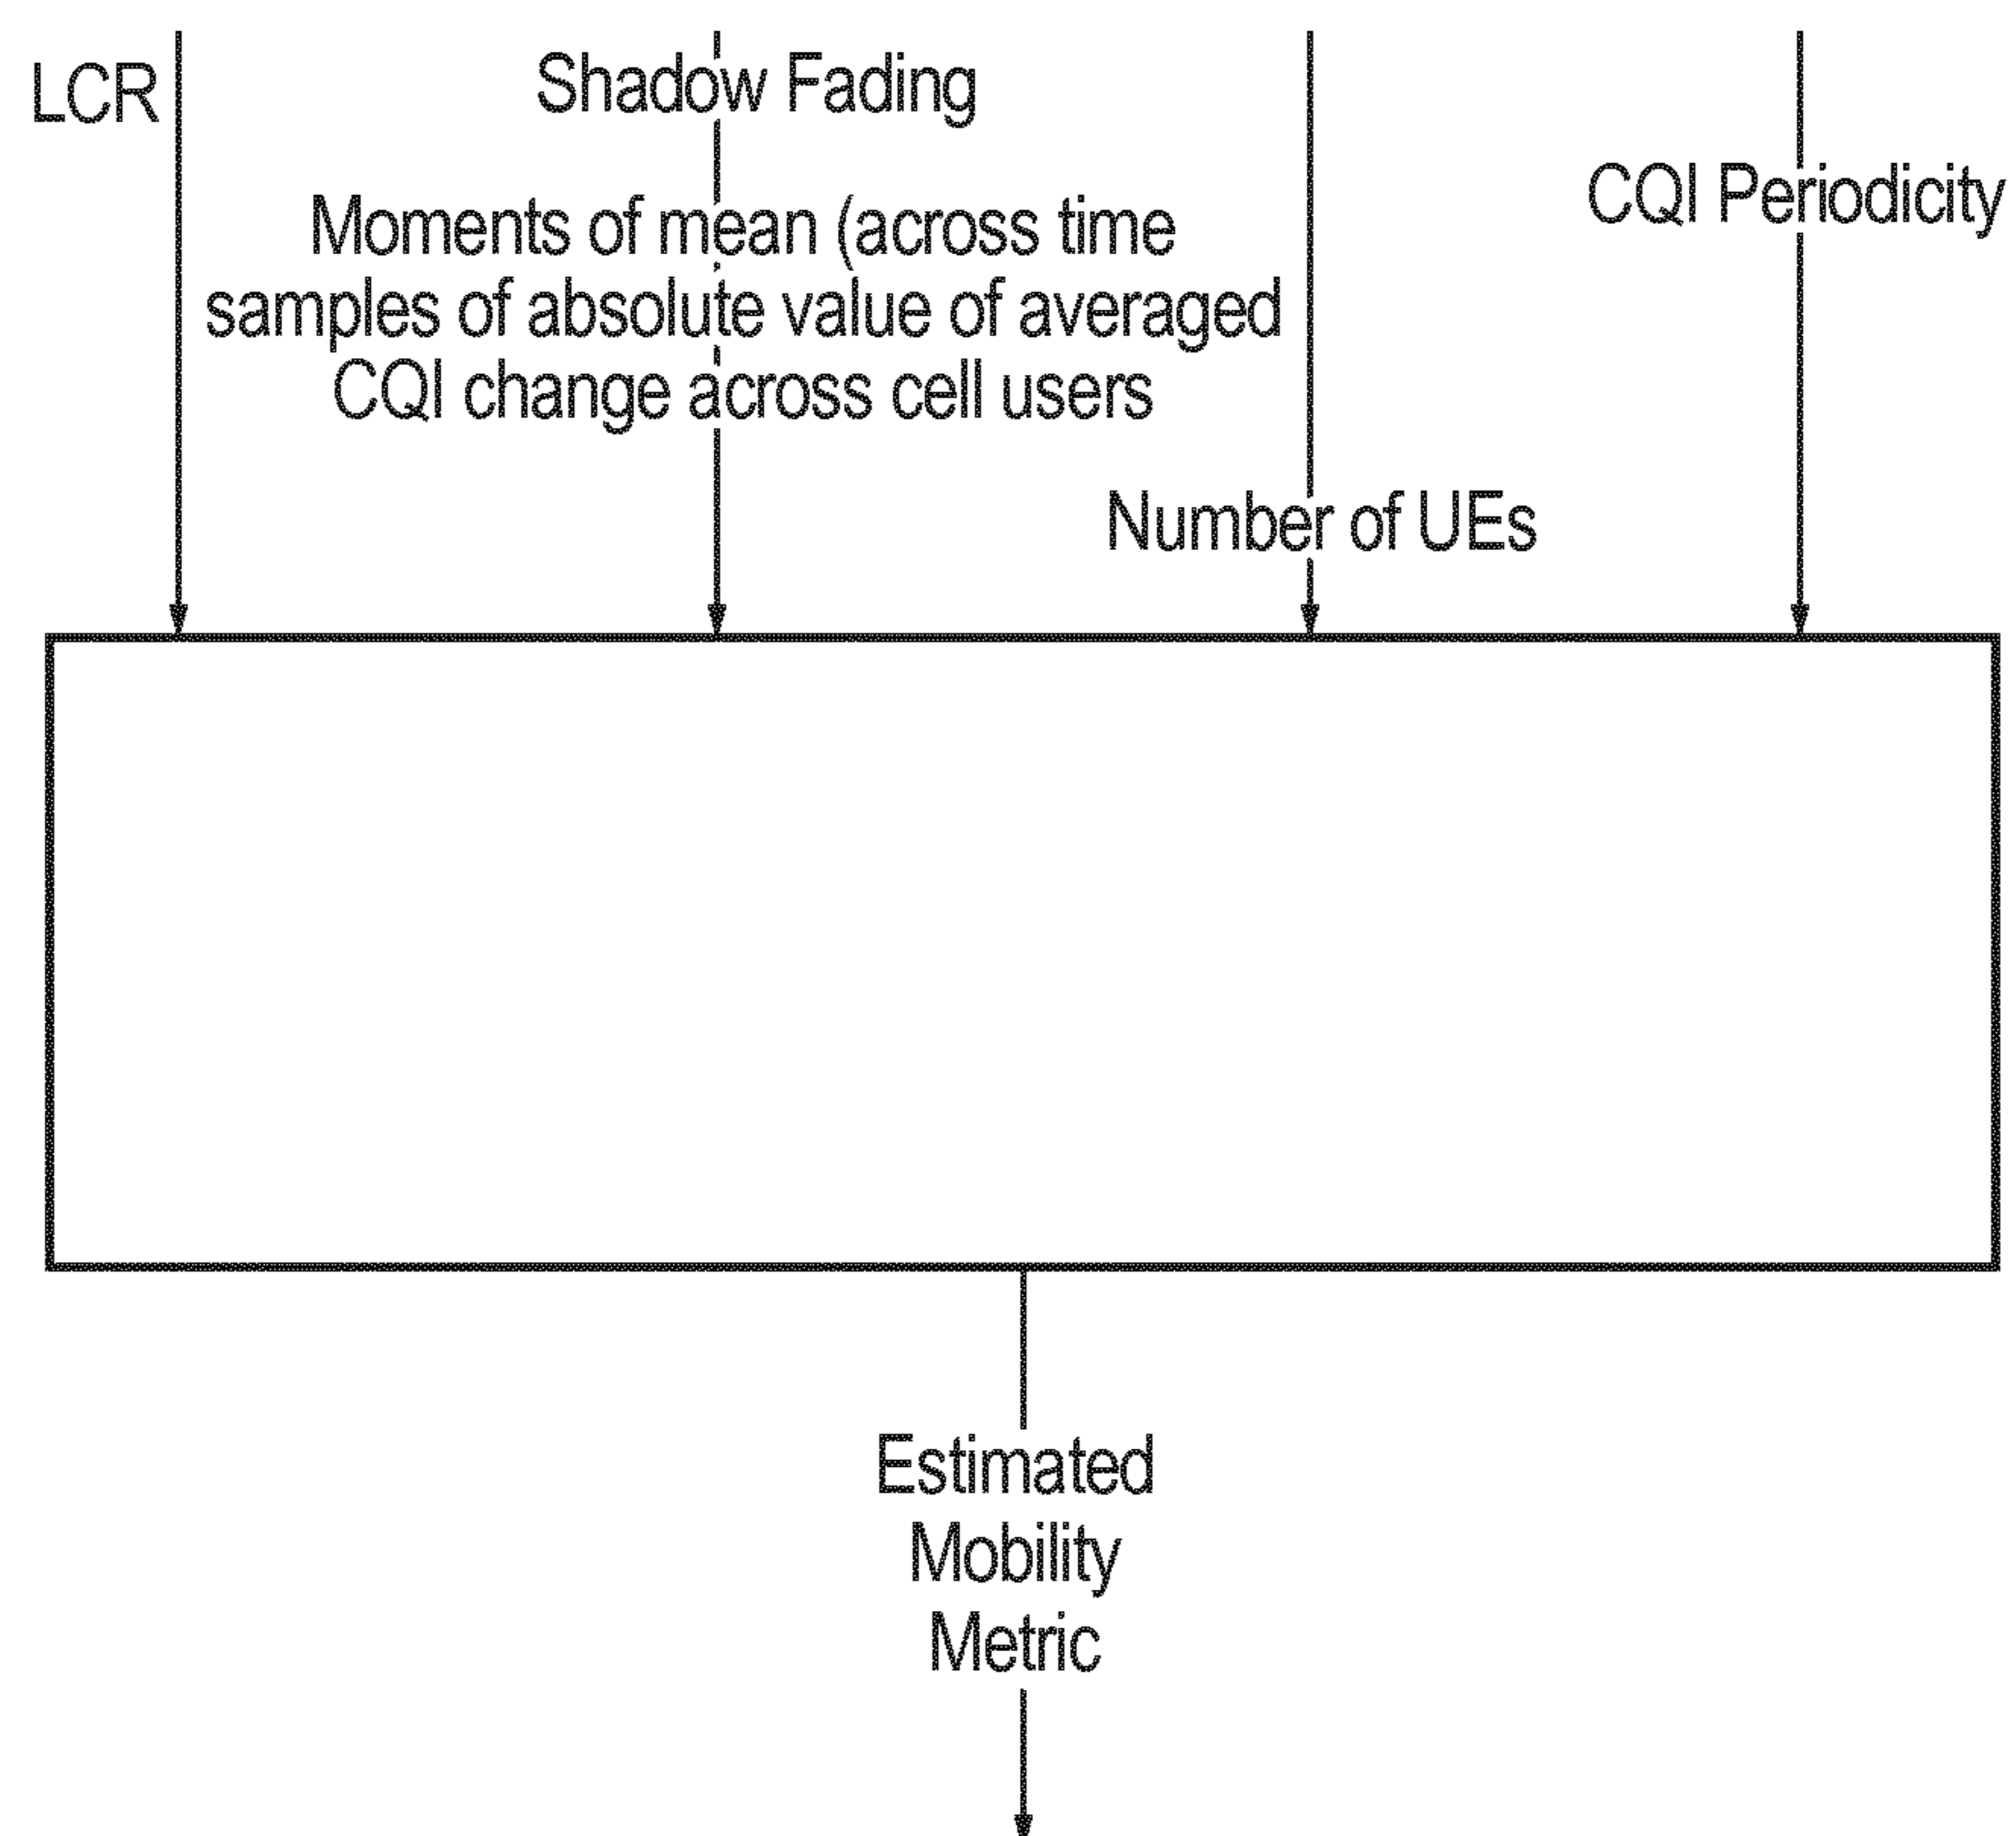 LCR
Shadow Fading
Moments of mean (across time
samples of absolute value of averaged
CQI change across cell users
CQI Periodicity
Number of UEs
Estimated
Mobility
Metric